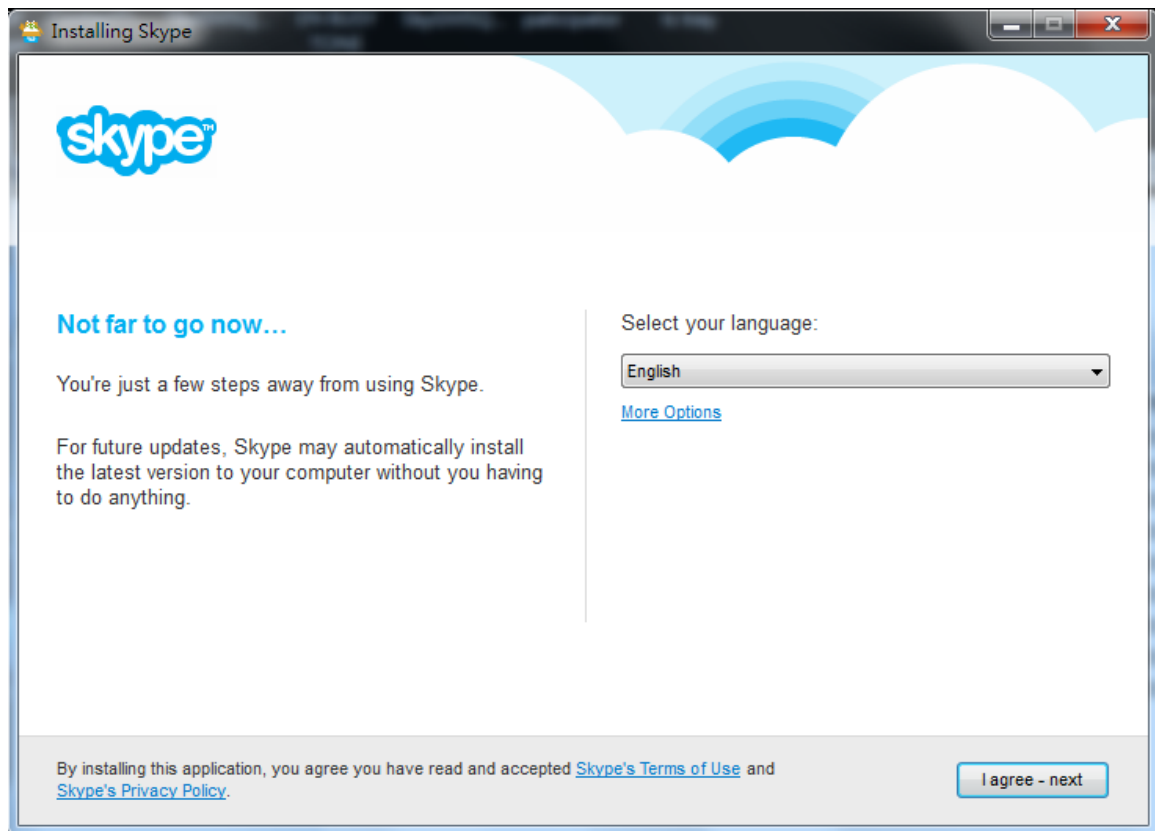 Installing Skype
skype™
Not far to go now...
You're just a few steps away from using Skype.
For future updates, Skype may automatically install
the latest version to your computer without you having
to do anything.
Select your language:
English
More Options
By installing this application, you agree you have read and accepted Skype's Terms of Use and
Skype's Privacy Policy.
I agree - next